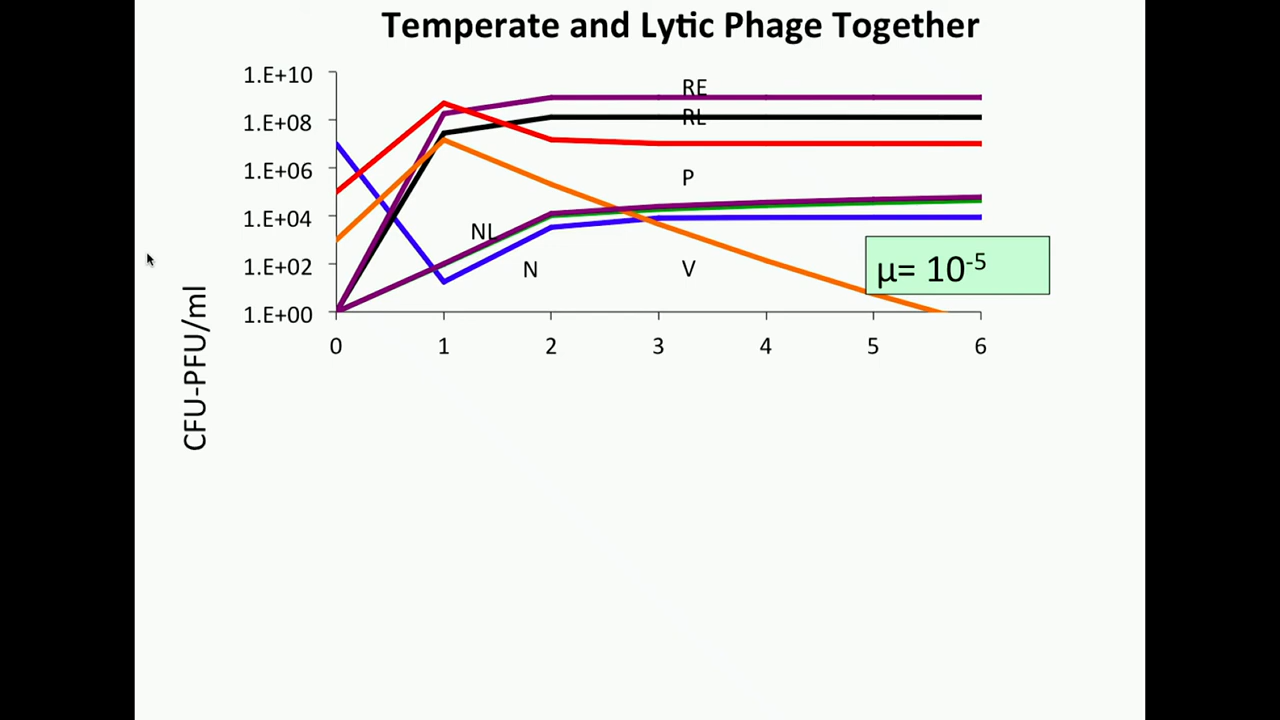 Temperate and Lytic Phage Together
1.E+10
1.E+08
1.E+06
1.E+04
1.E+02
1.E+00
CFU-PFU/ml
RE
RL
P
NL
N
V
µ= 10-5
0 1 2 3 4 5 6